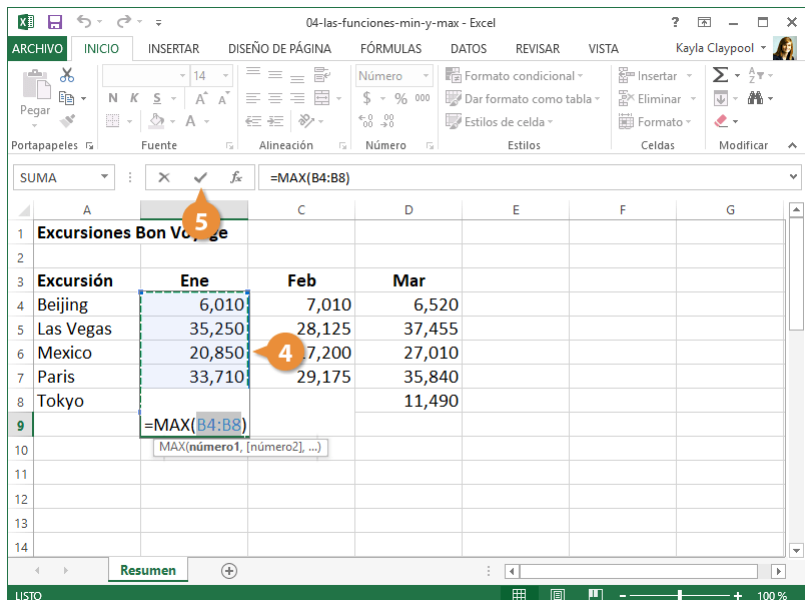 04-las-funciones-min-y-max - Excel ?
ARCHIVO INICIO INSERTAR DISEÑO DE PÁGINA FÓRMULAS DATOS REVISAR VISTA Kayla Claypool
Pegar
14
N K S A A A
Número
$ % 000
Formato condicional
Dar formato como tabla
Estilos de celda
Insertar
Eliminar
Formato
Portapapeles Fuente Alineación Número Estilos Celdas Modificar
SUMA fx =MAX(B4:B8)
5
A C D E F G
1 Excursiones Bon Voyage
2
3 Excursión Ene Feb Mar
4 Beijing 6,010 7,010 6,520
5 Las Vegas 35,250 28,125 37,455
6 Mexico 20,850 4 7,200 27,010
7 Paris 33,710 29,175 35,840
8 Tokyo 11,490
9 =MAX(B4:B8)
10 MAX(número1, [número2], ...)
11
12
13
14
Resumen
LISTO 100 %